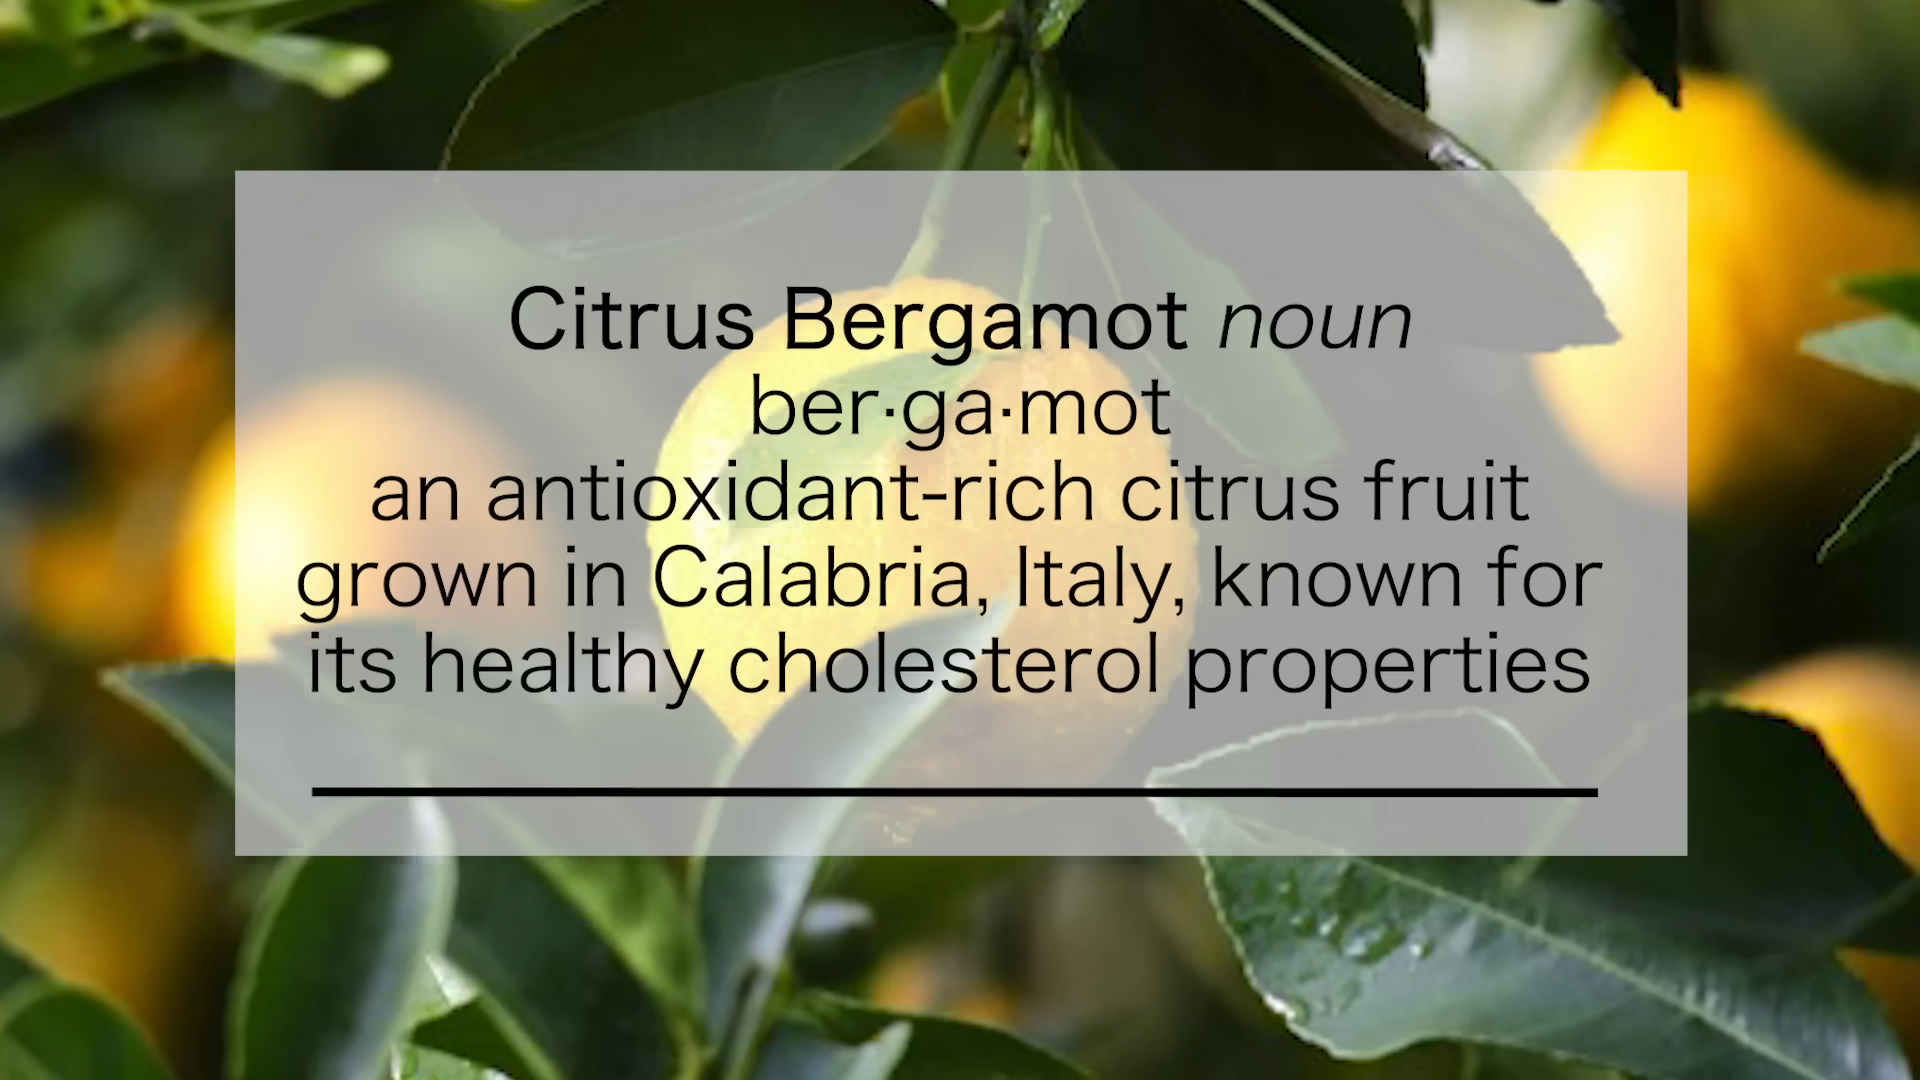 Citrus Bergamot noun
ber·ga·mot
an antioxidant-rich citrus fruit
grown in Calabria, Italy, known for
its healthy cholesterol properties